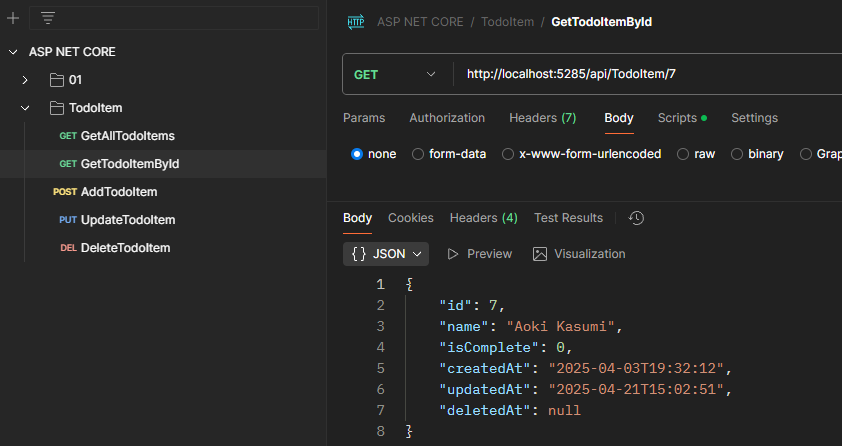 ASP NET CORE
01
TodoItem
GET GetAllTodoItems
GET GetTodoItemById
POST AddTodoItem
PUT UpdateTodoItem
DEL DeleteTodoItem
HTTP ASP NET CORE / TodoItem / GetTodoItemById
GET http://localhost:5285/api/TodoItem/7
Params Authorization Headers (7) Body Scripts Settings
none form-data x-www-form-urlencoded raw binary Grap
Body Cookies Headers (4) Test Results
{ } JSON Preview Visualization
1 {
2 "id": 7,
3 "name": "Aoki Kasumi",
4 "isComplete": 0,
5 "createdAt": "2025-04-03T19:32:12",
6 "updatedAt": "2025-04-21T15:02:51",
7 "deletedAt": null
8 }